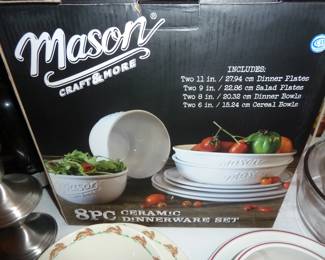 Mason
CRAFT & MORE
INCLUDES:
Two 11 in. / 27.94 cm Dinner Plates
Two 9 in. / 22.86 cm Salad Plates
Two 8 in. / 20.32 cm Dinner Bowls
Two 6 in. / 15.24 cm Cereal Bowls
Mason
Mason
8PC CERAMIC
DINNERWARE SET